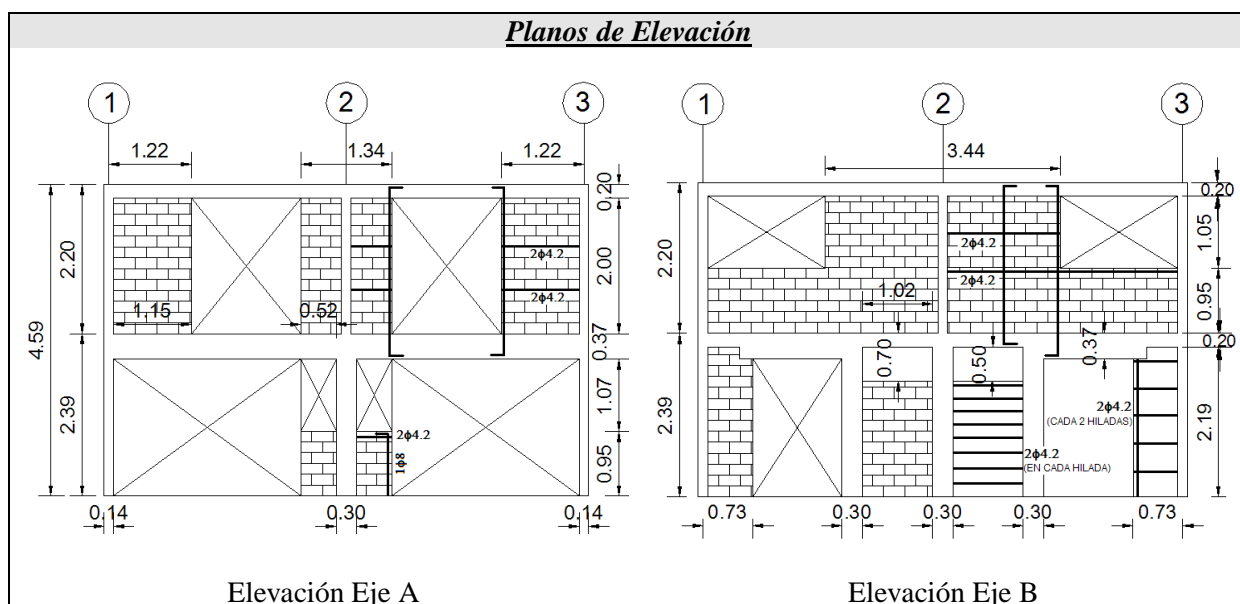 Planos de Elevación
1 2 3
1.22 1.34 1.22
0.20
2.20
2.00
2φ4.2
2φ4.2
1.15 0.52
4.59
0.37
2.39
1.07
2φ4.2
1φ8
0.95
0.14 0.30 0.14
Elevación Eje A
1 2 3
3.44
0.20
2.20
1.05
2φ4.2
2φ4.2
1.02
0.95
0.37
0.20
0.70 0.50
2.39
2φ4.2
(CADA 2 HILADAS)
2.19
2φ4.2
(EN CADA HILADA)
0.73 0.30 0.30 0.30 0.73
Elevación Eje B